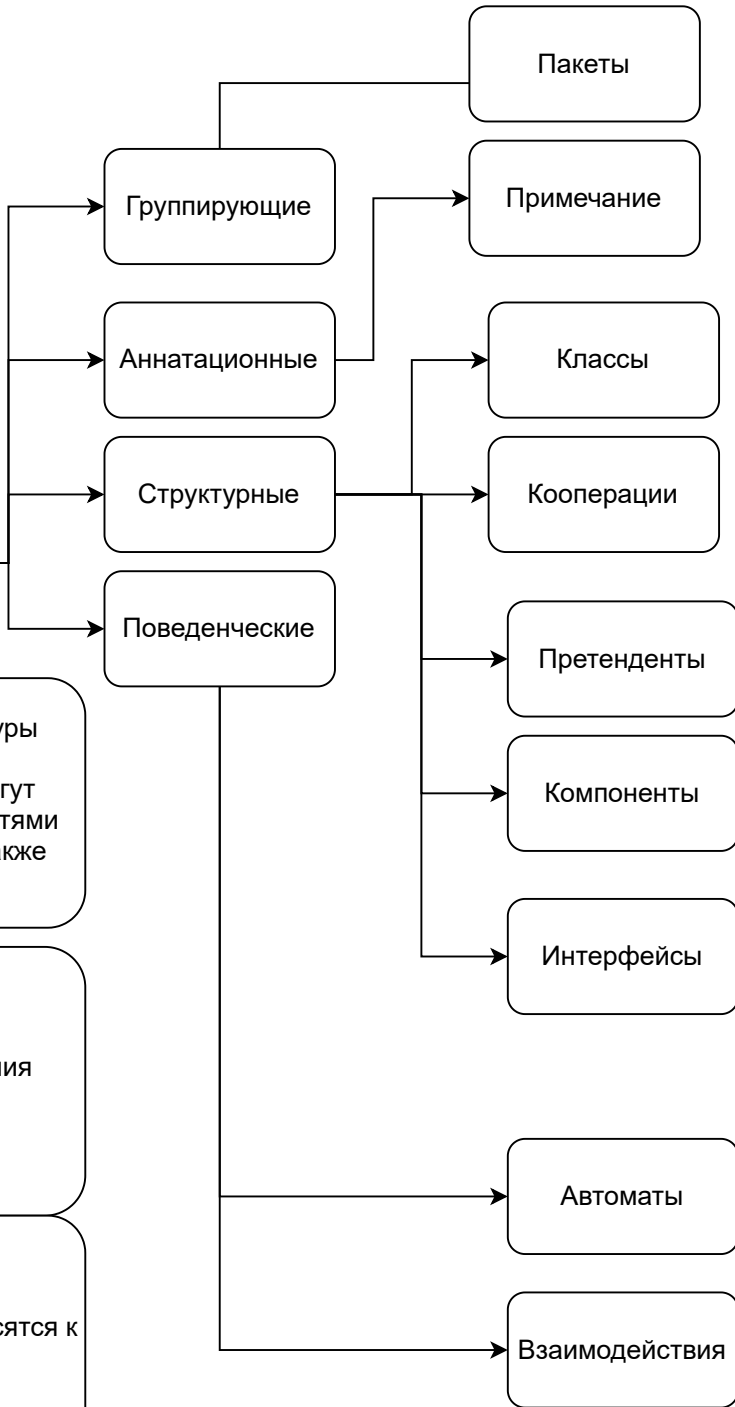 Пакеты
Группирующие
Примечание
Аннатационные
Классы
Структурные
Кооперации
Поведенческие
Претенденты
Компоненты
Интерфейсы
Автоматы
Взаимодействия